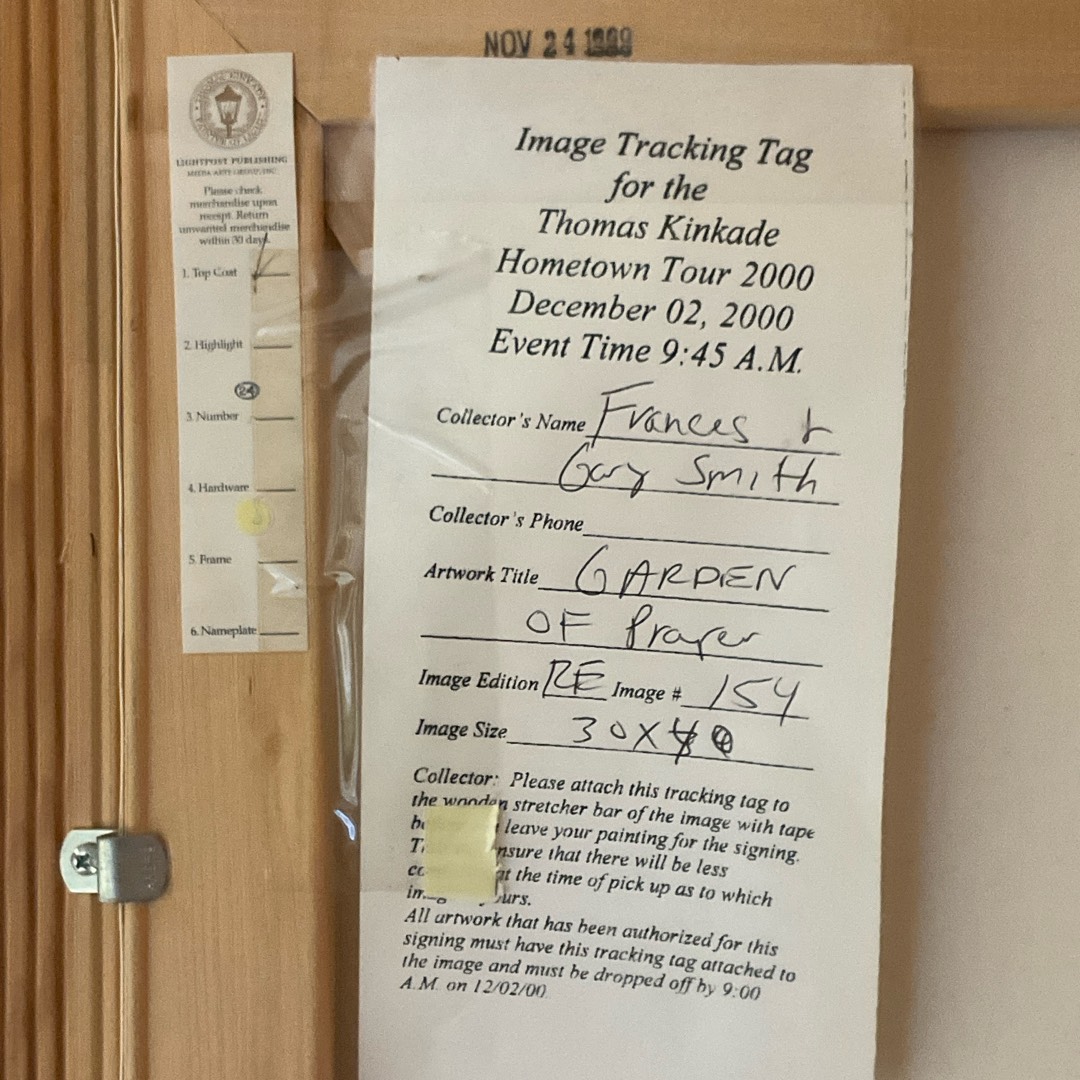 NOV 24 1999
LIGHTPOST PUBLISHING
MEDIA ARTS GROUP, INC
Please check
merchandise upon
receipt. Return
unwanted merchandise
within 30 days.
1. Top Coat
2. Highlight
24
3. Number
4. Hardware
5. Frame
6. Nameplate
Image Tracking Tag
for the
Thomas Kinkade
Hometown Tour 2000
December 02, 2000
Event Time 9:45 A.M.
Collector's Name Frances +
Gary Smith
Collector's Phone
Artwork Title GARDEN
OF Prayer
Image Edition RE Image # 154
Image Size 30X40
Collector: Please attach this tracking tag to
the wooden stretcher bar of the image with tape
leave your painting for the signing.
that there will be less
at the time of pick up as to which
All artwork that has been authorized for this
signing must have this tracking tag attached to
the image and must be dropped off by 9:00
A.M. on 12/02/00